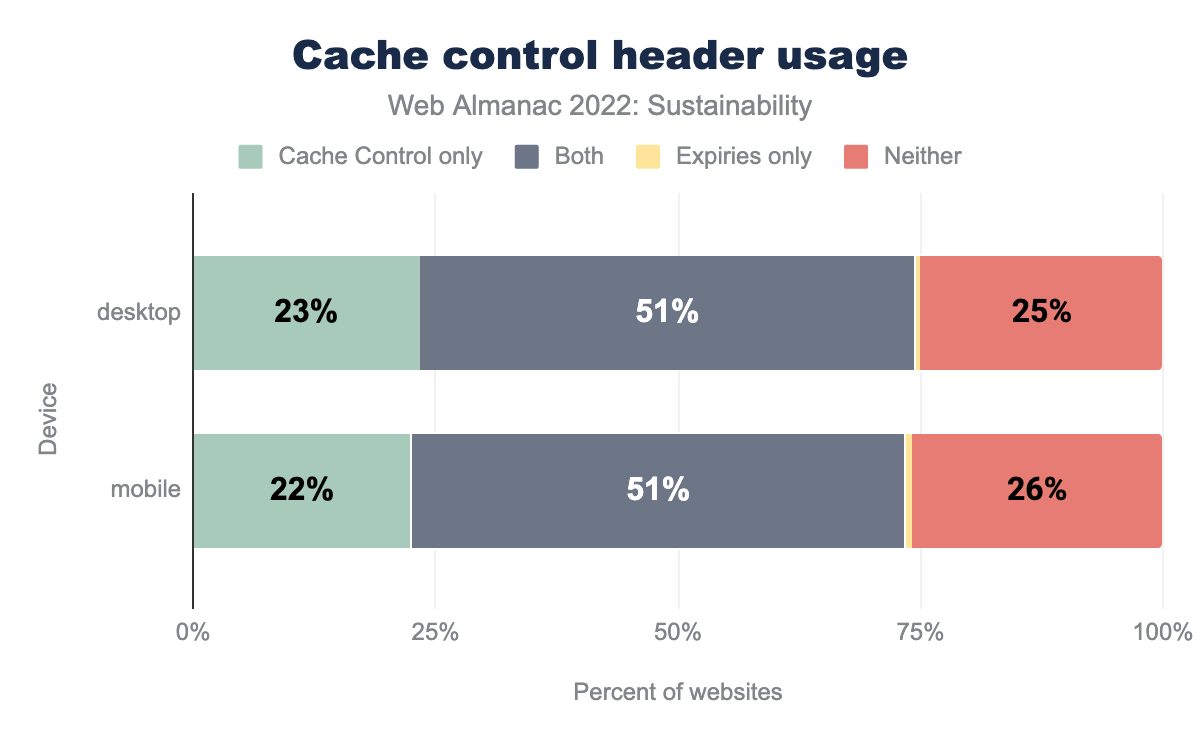 Cache control header usage
Web Almanac 2022: Sustainability
Cache Control only Both Expiries only Neither
desktop 23% 51% 25%
Device
mobile 22% 51% 26%
0% 25% 50% 75% 100%
Percent of websites